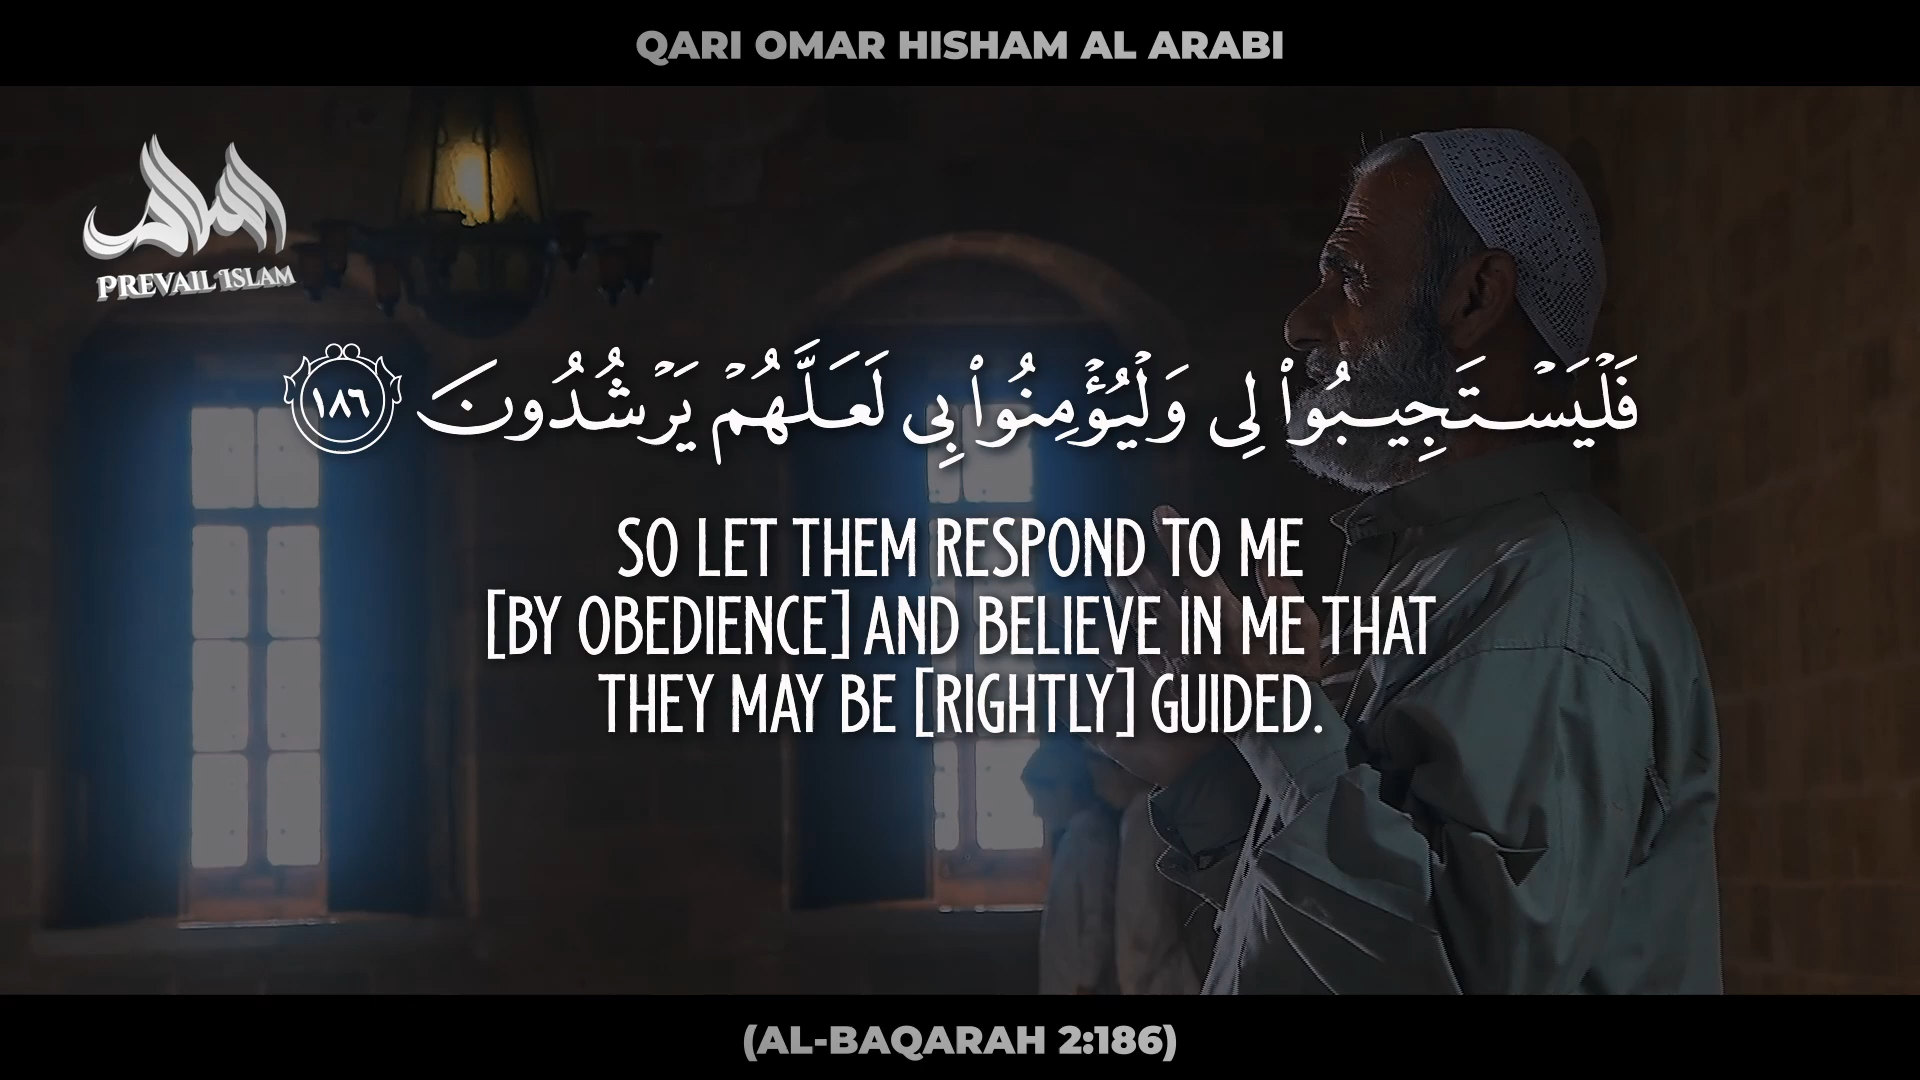 QARI OMAR HISHAM AL ARABI
PREVAIL ISLAM
فَلْيَسْتَجِيبُوا۟ لِى وَلْيُؤْمِنُوا۟ بِى لَعَلَّهُمْ يَرْشُدُونَ ١٨٦
SO LET THEM RESPOND TO ME
[BY OBEDIENCE] AND BELIEVE IN ME THAT
THEY MAY BE [RIGHTLY] GUIDED.
(AL-BAQARAH 2:186)